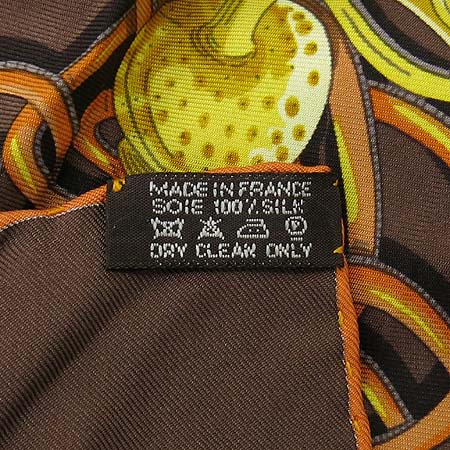 MADE IN FRANCE
SOIE 100% SILK
DRY CLEAN ONLY